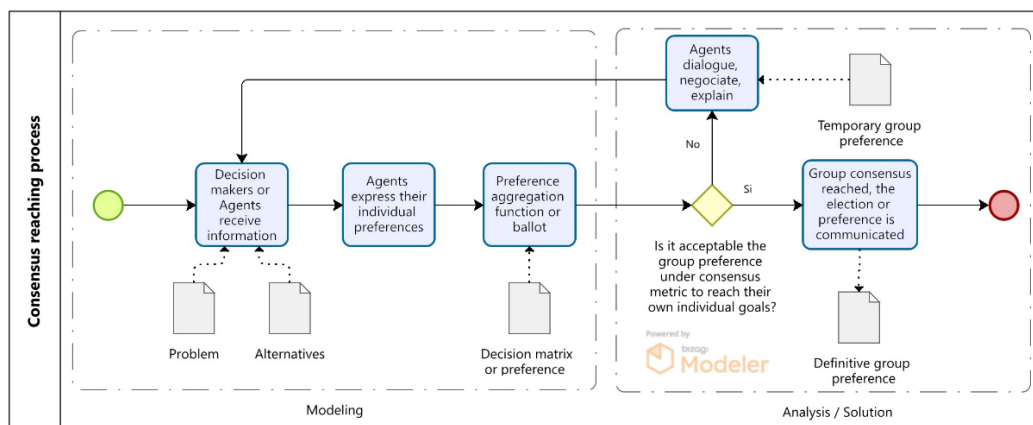 Consensus reaching process
Decision
makers or
Agents
receive
information
Problem
Alternatives
Agents
express their
individual
preferences
Preference
aggregation
function or
ballot
Decision matrix
or preference
Modeling
Agents
dialogue,
negociate,
explain
Temporary group
preference
No
Si
Is it acceptable the
group preference
under consensus
metric to reach their
own individual goals?
Group consensus
reached, the
election or
preference is
communicated
Definitive group
preference
Powered by
bizagi
Modeler
Analysis / Solution